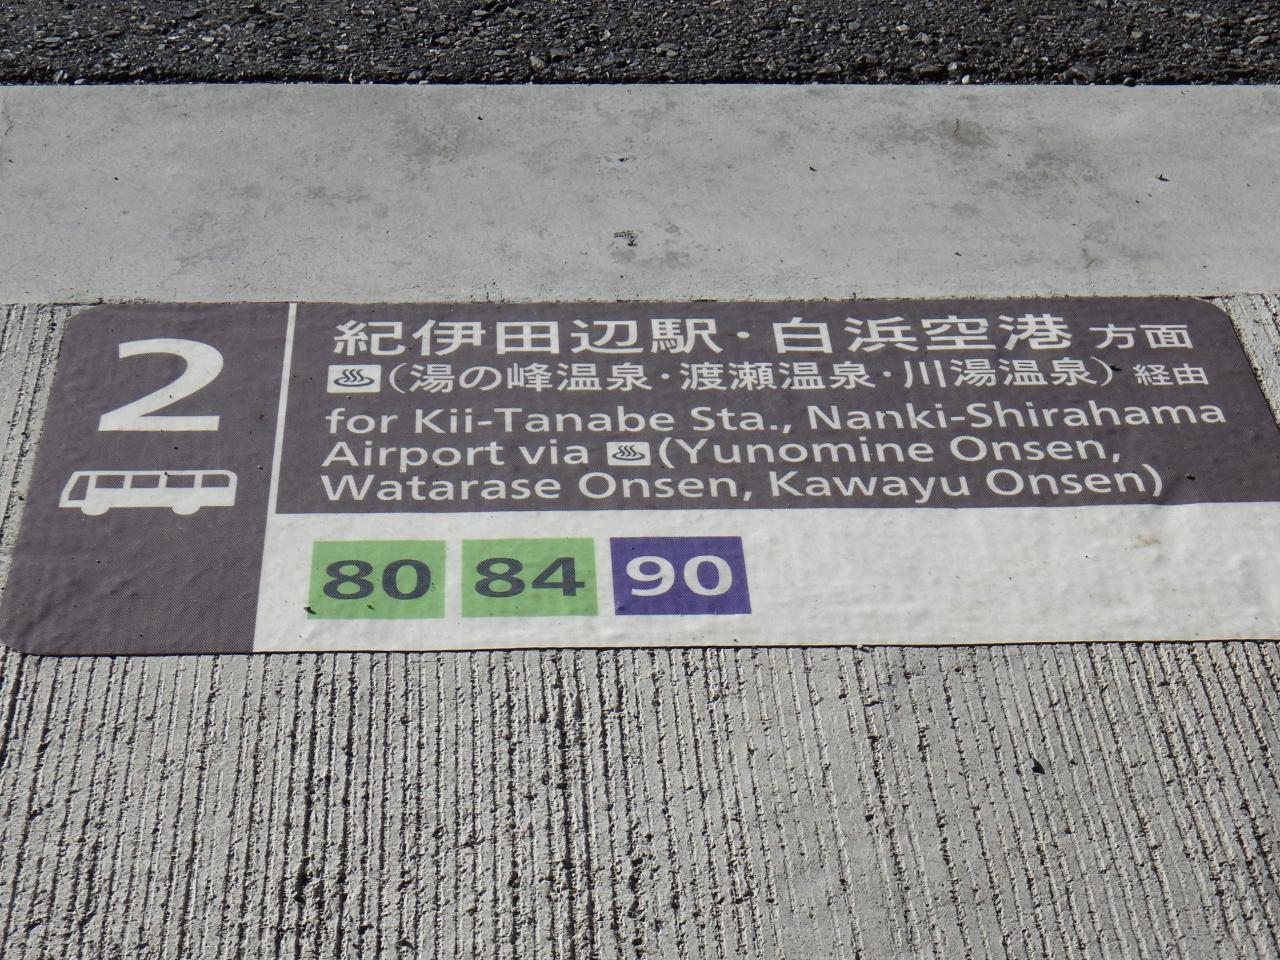 2
紀伊田辺駅・白浜空港 方面
(湯の峰温泉・渡瀬温泉・川湯温泉) 経由
for Kii-Tanabe Sta., Nanki-Shirahama
Airport via (Yunomine Onsen,
Watarase Onsen, Kawayu Onsen)
80 84 90